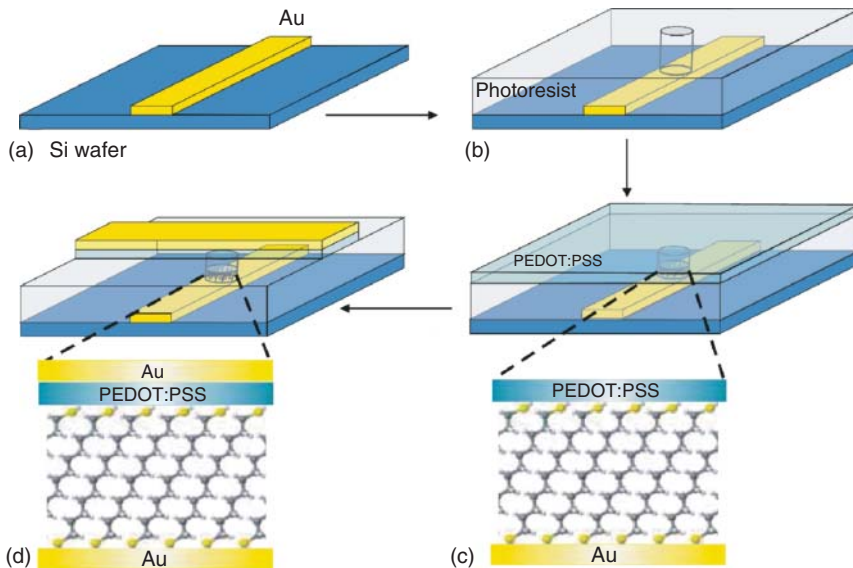 Au
(a) Si wafer
Photoresist
(b)
PEDOT:PSS
PEDOT:PSS
Au
(c)
Au
PEDOT:PSS
Au
(d)